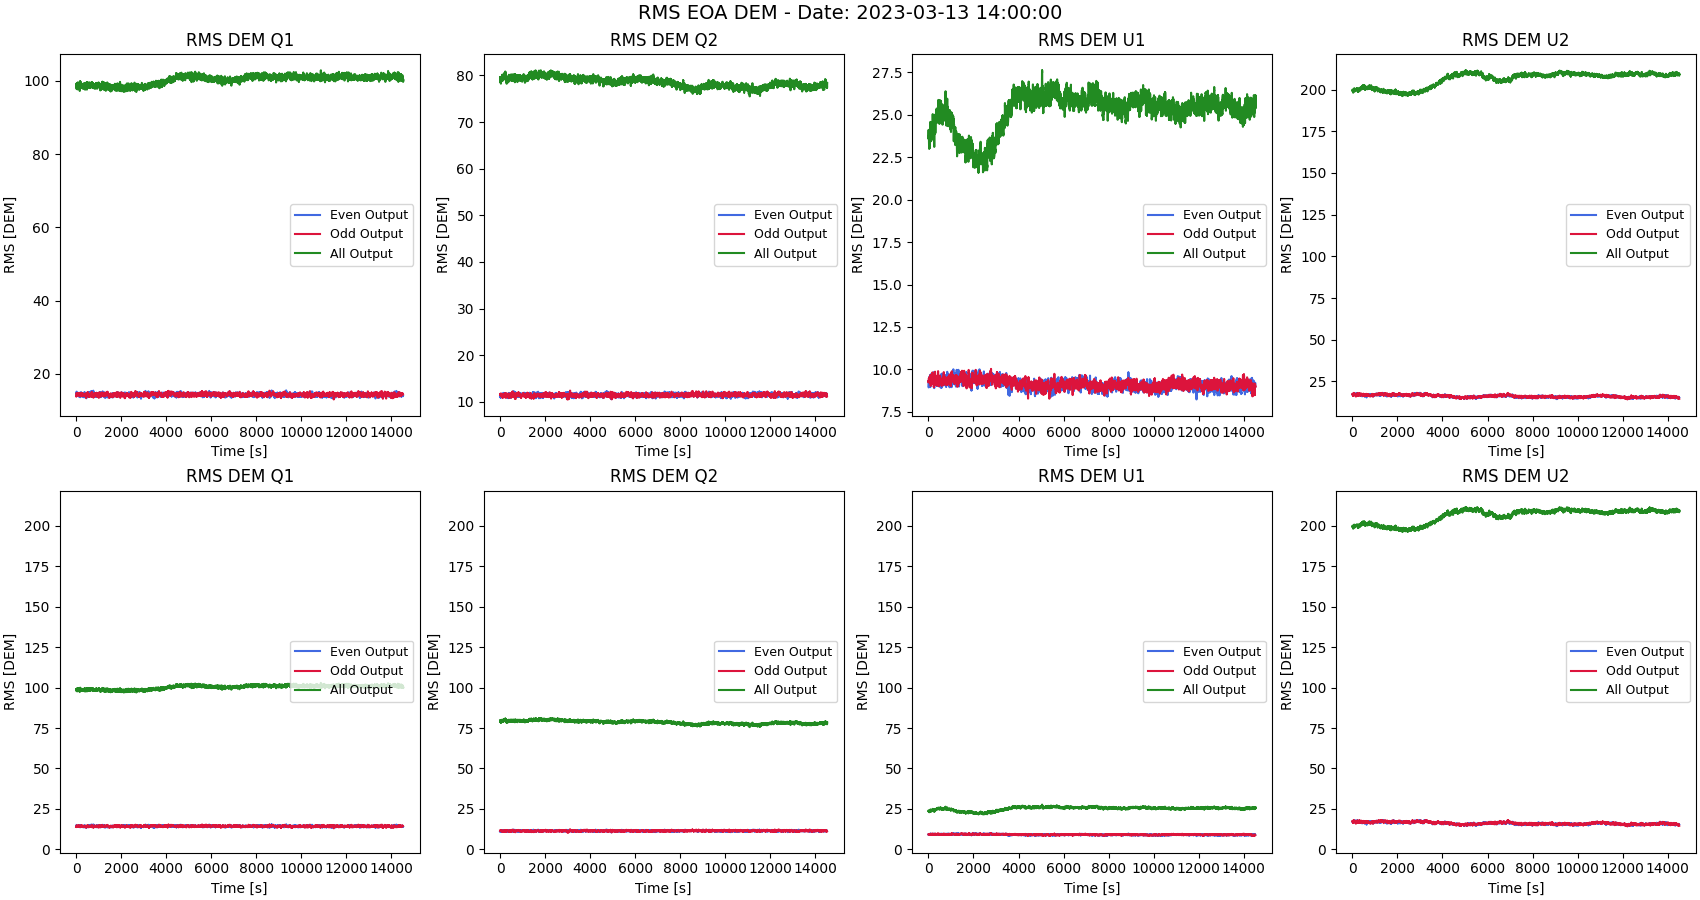 RMS EOA DEM - Date: 2023-03-13 14:00:00
RMS DEM Q1
RMS [DEM]
100
80
60
40
20
Even Output
Odd Output
All Output
0 2000 4000 6000 8000 10000 12000 14000
Time [s]
RMS DEM Q2
RMS [DEM]
80
70
60
50
40
30
20
10
Even Output
Odd Output
All Output
0 2000 4000 6000 8000 10000 12000 14000
Time [s]
RMS DEM U1
RMS [DEM]
27.5
25.0
22.5
20.0
17.5
15.0
12.5
10.0
7.5
Even Output
Odd Output
All Output
0 2000 4000 6000 8000 10000 12000 14000
Time [s]
RMS DEM U2
RMS [DEM]
200
175
150
125
100
75
50
25
Even Output
Odd Output
All Output
0 2000 4000 6000 8000 10000 12000 14000
Time [s]
RMS DEM Q1
RMS [DEM]
200
175
150
125
100
75
50
25
0
Even Output
Odd Output
All Output
0 2000 4000 6000 8000 10000 12000 14000
Time [s]
RMS DEM Q2
RMS [DEM]
200
175
150
125
100
75
50
25
0
Even Output
Odd Output
All Output
0 2000 4000 6000 8000 10000 12000 14000
Time [s]
RMS DEM U1
RMS [DEM]
200
175
150
125
100
75
50
25
0
Even Output
Odd Output
All Output
0 2000 4000 6000 8000 10000 12000 14000
Time [s]
RMS DEM U2
RMS [DEM]
200
175
150
125
100
75
50
25
0
Even Output
Odd Output
All Output
0 2000 4000 6000 8000 10000 12000 14000
Time [s]